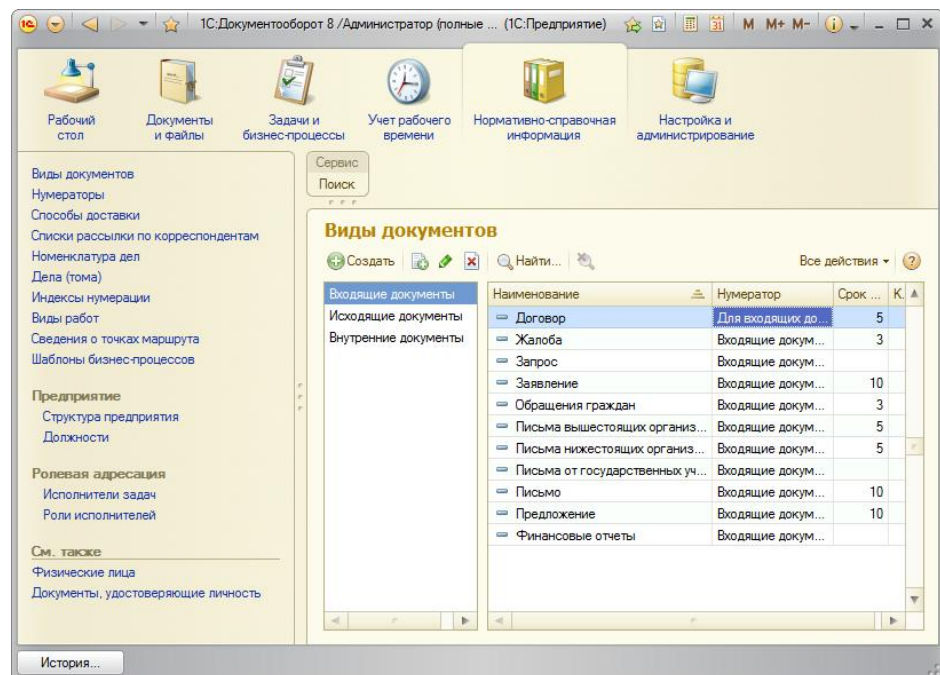 1С:Документооборот 8 /Администратор (полные ... (1С:Предприятие)
M M+ M-
Рабочий стол
Документы и файлы
Задачи и бизнес-процессы
Учет рабочего времени
Нормативно-справочная информация
Настройка и администрирование
Виды документов
Нумераторы
Способы доставки
Списки рассылки по корреспондентам
Номенклатура дел
Дела (тома)
Индексы нумерации
Виды работ
Сведения о точках маршрута
Шаблоны бизнес-процессов
Предприятие
Структура предприятия
Должности
Ролевая адресация
Исполнители задач
Роли исполнителей
См. также
Физические лица
Документы, удостоверяющие личность
Сервис
Поиск
Виды документов
Создать Найти... Все действия
Входящие документы
Исходящие документы
Внутренние документы
Наименование Нумератор Срок ... К.
Договор Для входящих до... 5
Жалоба Входящие докум... 3
Запрос Входящие докум...
Заявление Входящие докум... 10
Обращения граждан Входящие докум... 3
Письма вышестоящих организ... Входящие докум... 5
Письма нижестоящих организ... Входящие докум... 5
Письма от государственных уч... Входящие докум...
Письмо Входящие докум... 10
Предложение Входящие докум... 10
Финансовые отчеты Входящие докум...
История...